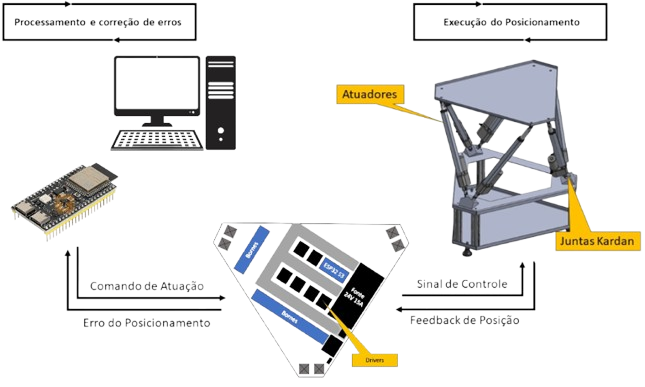 Processamento e correção de erros
Execução do Posicionamento
Atuadores
Juntas Kardan
Bornes
ESP32 S3
Fonte
24V 15A
Bornes
Drivers
Comando de Atuação
Erro do Posicionamento
Sinal de Controle
Feedback de Posição